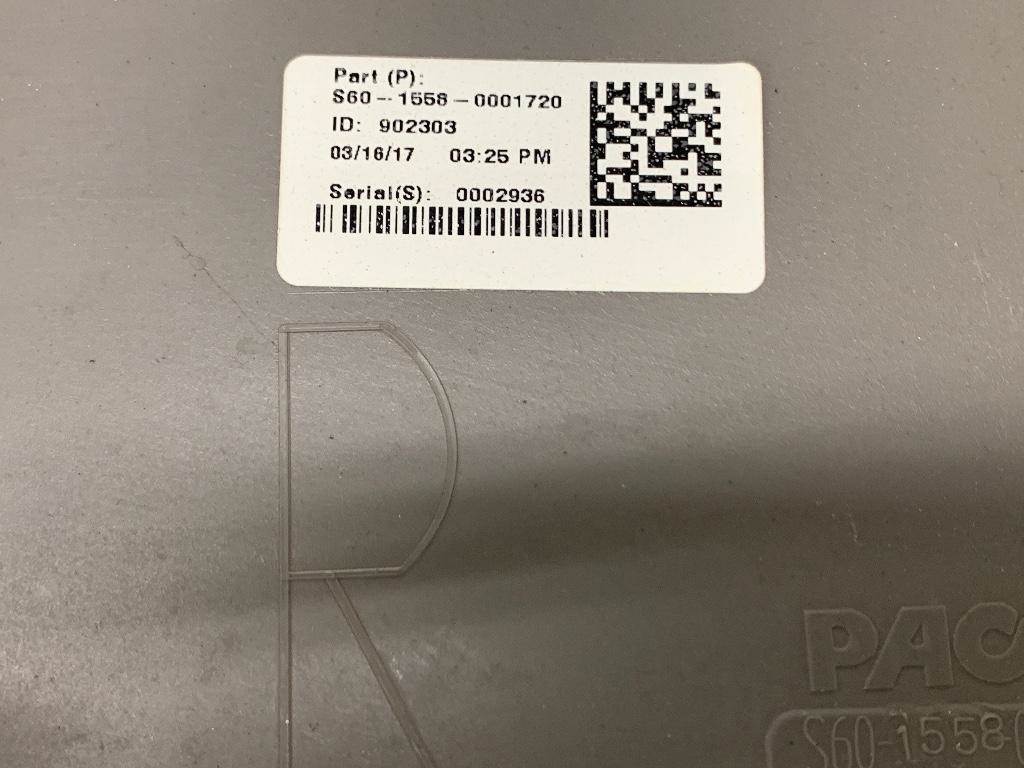 Part (P):
S60-1558-0001720
ID: 902303
03/16/17 03:25 PM
Serial(S): 0002936
R
PAC
S60-1558-